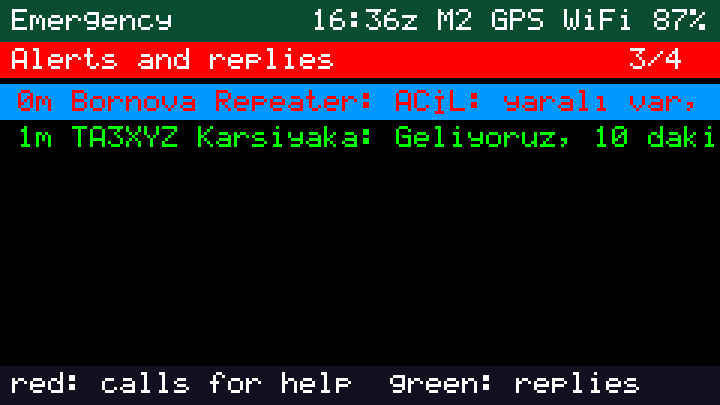 Emergency 16:36z M2 GPS WiFi 87%
Alerts and replies 3/4
0m Bornova Repeater: ACİL: yaralı var,
1m TA3XYZ Karsiyaka: Geliyoruz, 10 daki
red: calls for help green: replies